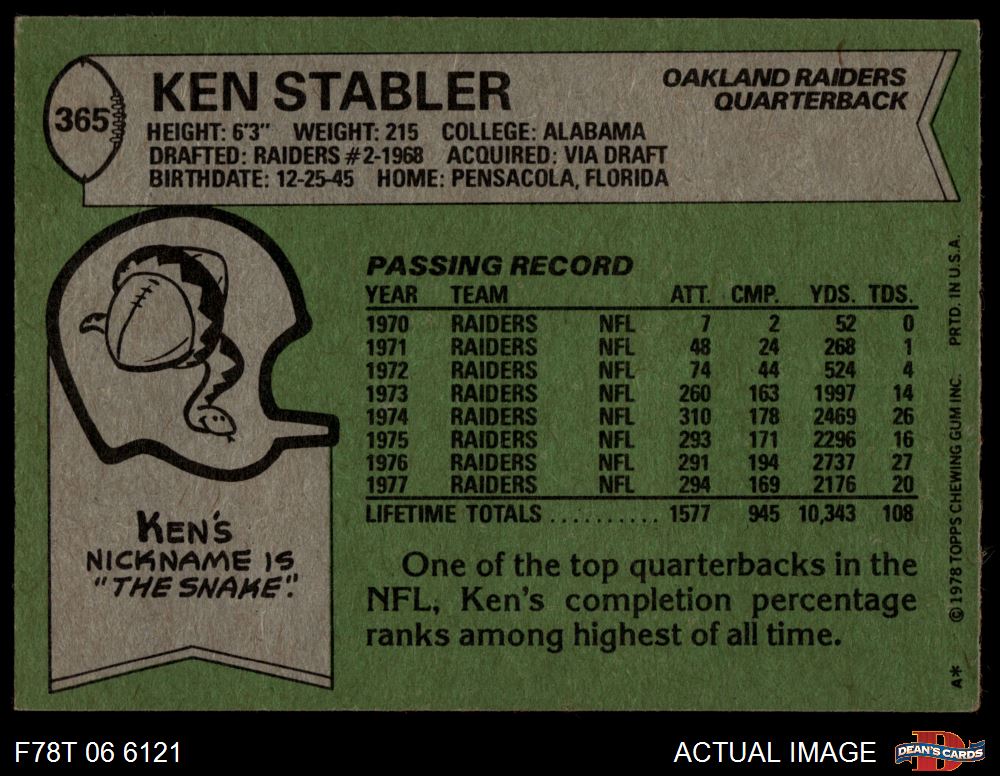 365
KEN STABLER
OAKLAND RAIDERS
QUARTERBACK
HEIGHT: 6'3" WEIGHT: 215 COLLEGE: ALABAMA
DRAFTED: RAIDERS #2-1968 ACQUIRED: VIA DRAFT
BIRTHDATE: 12-25-45 HOME: PENSACOLA, FLORIDA
PASSING RECORD
YEAR TEAM ATT. CMP. YDS. TDS.
1970 RAIDERS NFL 7 2 52 0
1971 RAIDERS NFL 48 24 268 1
1972 RAIDERS NFL 74 44 524 4
1973 RAIDERS NFL 260 163 1997 14
1974 RAIDERS NFL 310 178 2469 26
1975 RAIDERS NFL 293 171 2296 16
1976 RAIDERS NFL 291 194 2737 27
1977 RAIDERS NFL 294 169 2176 20
LIFETIME TOTALS .......... 1577 945 10,343 108
One of the top quarterbacks in the
NFL, Ken's completion percentage
ranks among highest of all time.
KEN'S
NICKNAME IS
"THE SNAKE".
A* ©1978 TOPPS CHEWING GUM INC. PRTD. IN U.S.A.
F78T 06 6121
ACTUAL IMAGE
DEAN'S CARDS